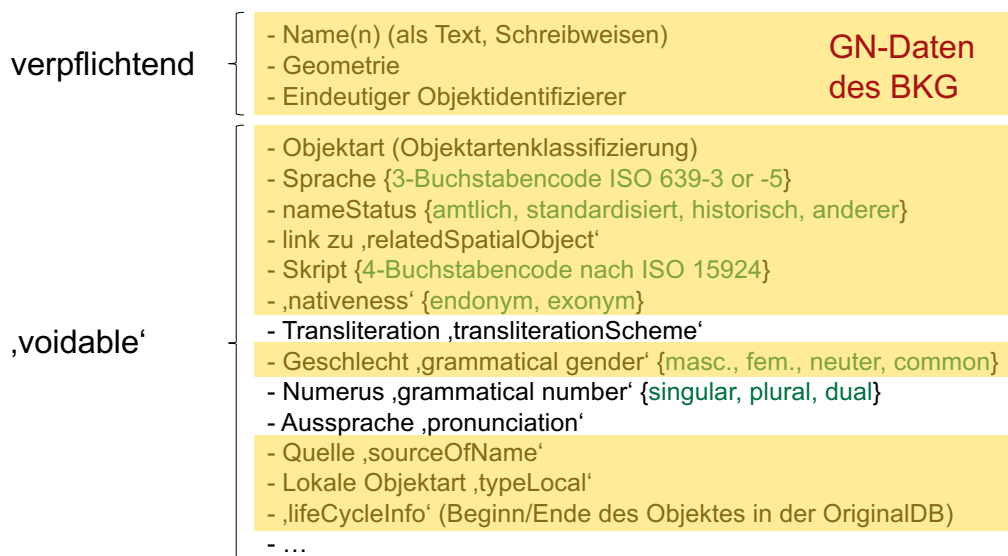 verpflichtend
- Name(n) (als Text, Schreibweisen)
- Geometrie
- Eindeutiger Objektidentifizierer
GN-Daten
des BKG
‚voidable‘
- Objektart (Objektartenklassifizierung)
- Sprache {3-Buchstabencode ISO 639-3 or -5}
- nameStatus {amtlich, standardisiert, historisch, anderer}
- link zu ‚relatedSpatialObject‘
- Skript {4-Buchstabencode nach ISO 15924}
- ‚nativeness‘ {endonym, exonym}
- Transliteration ‚transliterationScheme‘
- Geschlecht ‚grammatical gender‘ {masc., fem., neuter, common}
- Numerus ‚grammatical number‘ {singular, plural, dual}
- Aussprache ‚pronunciation‘
- Quelle ‚sourceOfName‘
- Lokale Objektart ‚typeLocal‘
- ‚lifeCycleInfo‘ (Beginn/Ende des Objektes in der OriginalDB)
- …